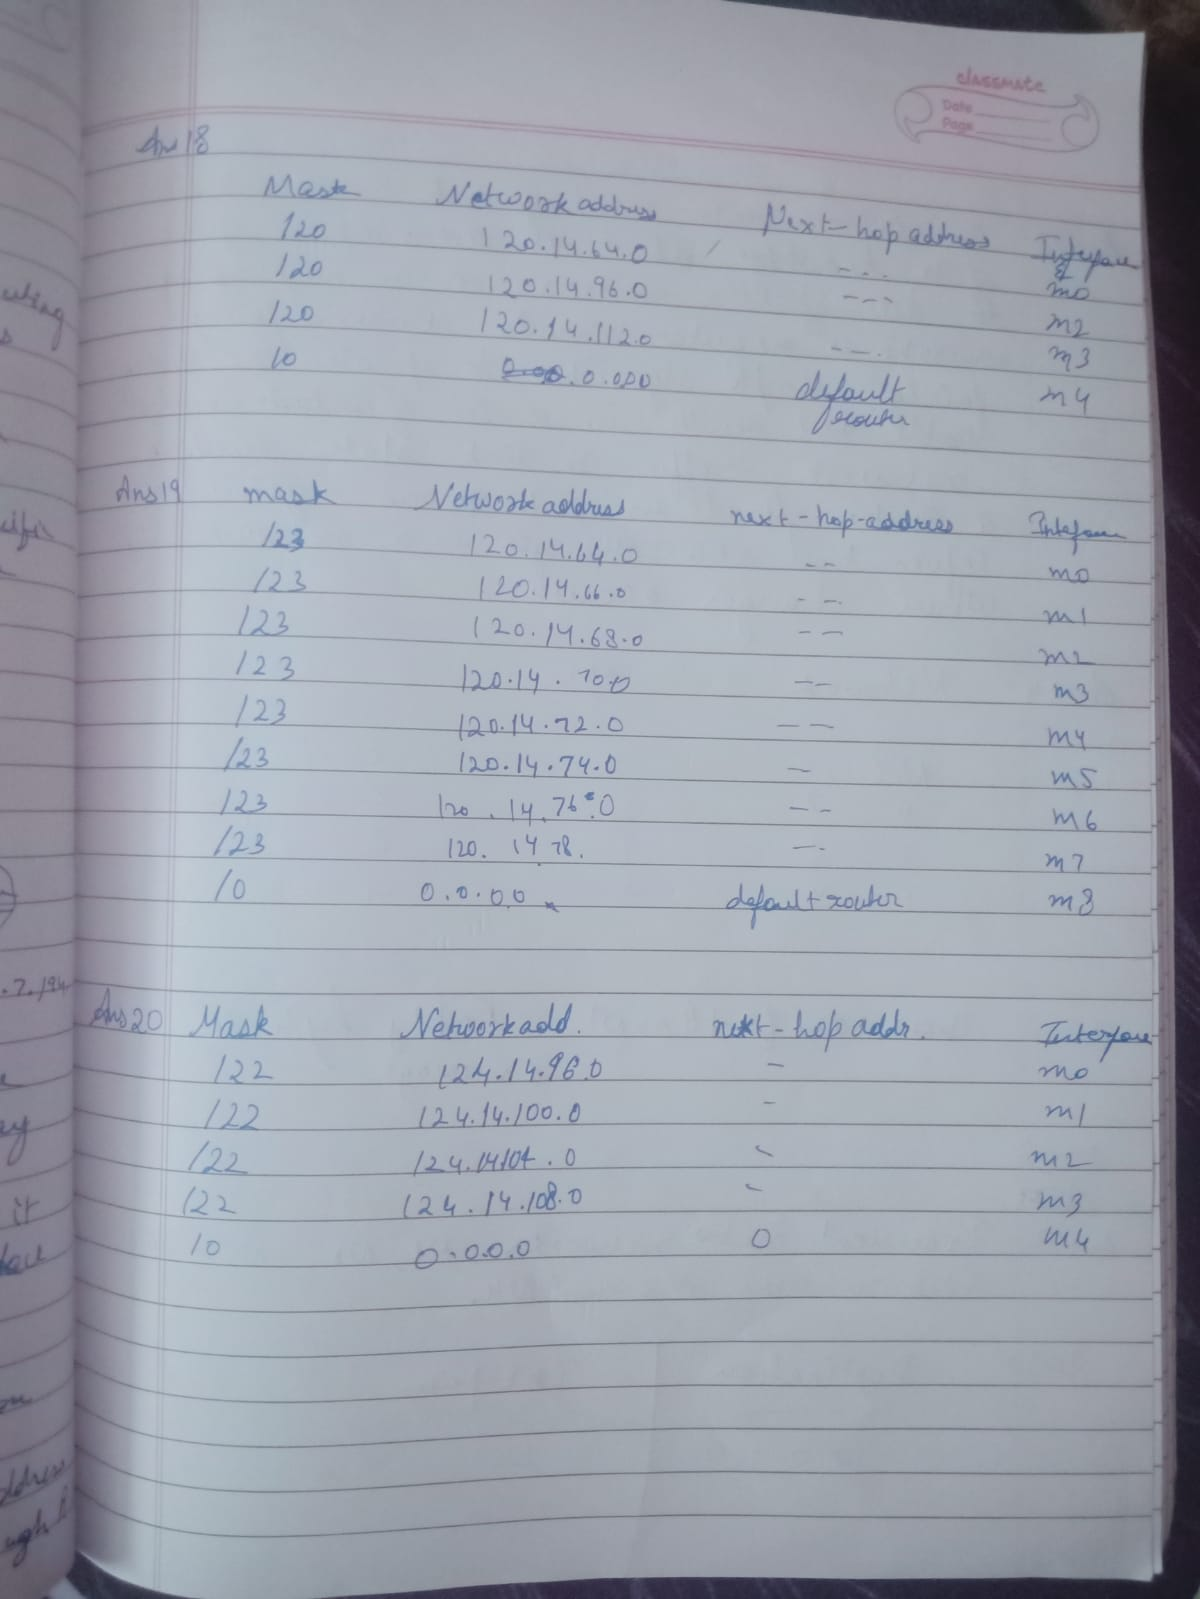 classmate
Date
Page
Ans 18
Mask Network address Next-hop address Interface
/20 120.14.64.0 --- m0
/20 120.14.96.0 --- m2
/20 120.14.112.0 --- m3
/0 0.000 default router m4
Ans 19 mask Network address next-hop-address Interface
/23 120.14.64.0 -- m0
/23 120.14.66.0 -- m1
/23 120.14.68.0 -- m2
/23 120.14.70.0 -- m3
/23 120.14.72.0 -- m4
/23 120.14.74.0 - m5
/23 120.14.76.0 -- m6
/23 120.14 78. -- m7
/0 0.0.0.0 default router m8
Ans 20 Mask Network add. next-hop addr. Interface
/22 124.14.96.0 - m0
/22 124.14.100.0 - m1
/22 124.14104.0 - m2
/22 124.14.108.0 - m3
/0 0.0.0.0 0 m4
.7.194
it